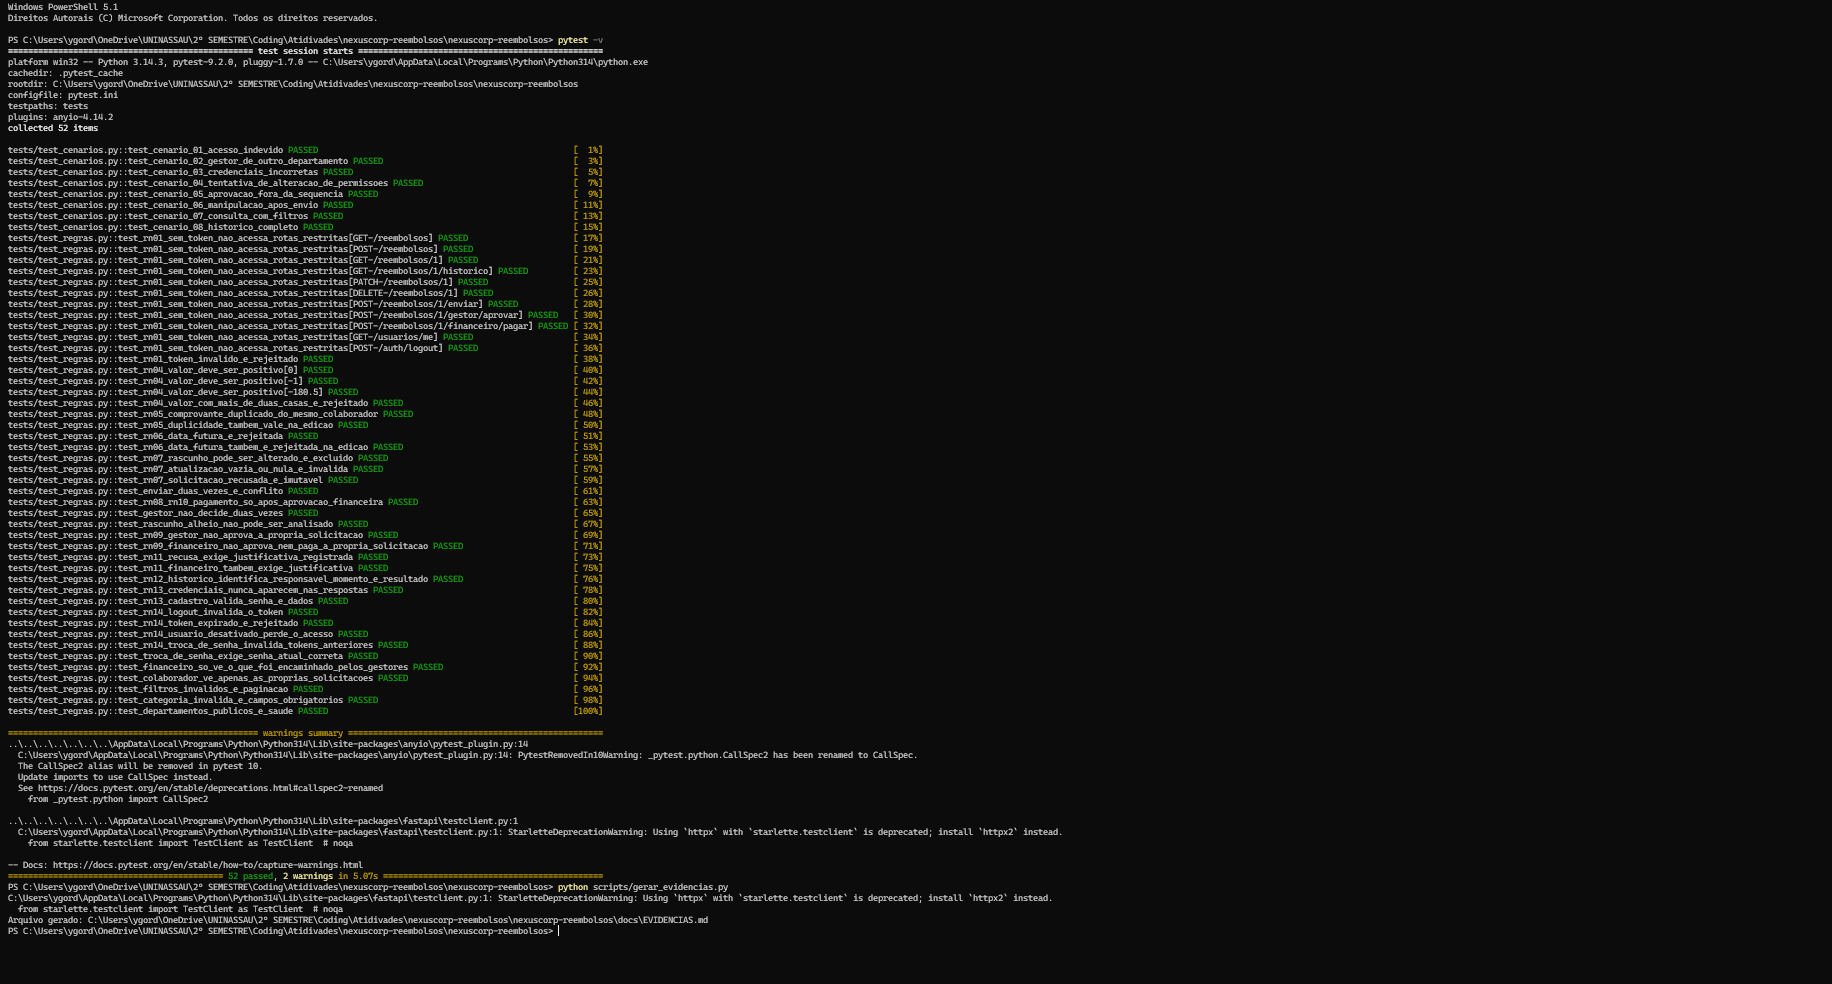 Windows PowerShell 5.1
Direitos Autorais (C) Microsoft Corporation. Todos os direitos reservados.
PS C:\Users\ygord\OneDrive\UNINASSAU\2º SEMESTRE\Coding\Atidivades\nexuscorp-reembolsos\nexuscorp-reembolsos> pytest -v
================================================= test session starts =================================================
platform win32 -- Python 3.14.3, pytest-9.2.0, pluggy-1.7.0 -- C:\Users\ygord\AppData\Local\Programs\Python\Python314\python.exe
cachedir: .pytest_cache
rootdir: C:\Users\ygord\OneDrive\UNINASSAU\2º SEMESTRE\Coding\Atidivades\nexuscorp-reembolsos\nexuscorp-reembolsos
configfile: pytest.ini
testpaths: tests
plugins: anyio-4.14.2
collected 52 items
tests/test_cenarios.py::test_cenario_01_acesso_indevido PASSED [  1%]
tests/test_cenarios.py::test_cenario_02_gestor_de_outro_departamento PASSED [  3%]
tests/test_cenarios.py::test_cenario_03_credenciais_incorretas PASSED [  5%]
tests/test_cenarios.py::test_cenario_04_tentativa_de_alteracao_de_permissoes PASSED [  7%]
tests/test_cenarios.py::test_cenario_05_aprovacao_fora_da_sequencia PASSED [  9%]
tests/test_cenarios.py::test_cenario_06_manipulacao_apos_envio PASSED [ 11%]
tests/test_cenarios.py::test_cenario_07_consulta_com_filtros PASSED [ 13%]
tests/test_cenarios.py::test_cenario_08_historico_completo PASSED [ 15%]
tests/test_regras.py::test_rn01_sem_token_nao_acessa_rotas_restritas[GET-/reembolsos] PASSED [ 17%]
tests/test_regras.py::test_rn01_sem_token_nao_acessa_rotas_restritas[POST-/reembolsos] PASSED [ 19%]
tests/test_regras.py::test_rn01_sem_token_nao_acessa_rotas_restritas[GET-/reembolsos/1] PASSED [ 21%]
tests/test_regras.py::test_rn01_sem_token_nao_acessa_rotas_restritas[GET-/reembolsos/1/historico] PASSED [ 23%]
tests/test_regras.py::test_rn01_sem_token_nao_acessa_rotas_restritas[PATCH-/reembolsos/1] PASSED [ 25%]
tests/test_regras.py::test_rn01_sem_token_nao_acessa_rotas_restritas[DELETE-/reembolsos/1] PASSED [ 26%]
tests/test_regras.py::test_rn01_sem_token_nao_acessa_rotas_restritas[POST-/reembolsos/1/enviar] PASSED [ 28%]
tests/test_regras.py::test_rn01_sem_token_nao_acessa_rotas_restritas[POST-/reembolsos/1/gestor/aprovar] PASSED [ 30%]
tests/test_regras.py::test_rn01_sem_token_nao_acessa_rotas_restritas[POST-/reembolsos/1/financeiro/pagar] PASSED [ 32%]
tests/test_regras.py::test_rn01_sem_token_nao_acessa_rotas_restritas[GET-/usuarios/me] PASSED [ 34%]
tests/test_regras.py::test_rn01_sem_token_nao_acessa_rotas_restritas[POST-/auth/logout] PASSED [ 36%]
tests/test_regras.py::test_rn01_token_invalido_e_rejeitado PASSED [ 38%]
tests/test_regras.py::test_rn04_valor_deve_ser_positivo[0] PASSED [ 40%]
tests/test_regras.py::test_rn04_valor_deve_ser_positivo[-1] PASSED [ 42%]
tests/test_regras.py::test_rn04_valor_deve_ser_positivo[-180.5] PASSED [ 44%]
tests/test_regras.py::test_rn04_valor_com_mais_de_duas_casas_e_rejeitado PASSED [ 46%]
tests/test_regras.py::test_rn05_comprovante_duplicado_do_mesmo_colaborador PASSED [ 48%]
tests/test_regras.py::test_rn05_duplicidade_tambem_vale_na_edicao PASSED [ 50%]
tests/test_regras.py::test_rn06_data_futura_e_rejeitada PASSED [ 51%]
tests/test_regras.py::test_rn06_data_futura_tambem_e_rejeitada_na_edicao PASSED [ 53%]
tests/test_regras.py::test_rn07_rascunho_pode_ser_alterado_e_excluido PASSED [ 55%]
tests/test_regras.py::test_rn07_atualizacao_vazia_ou_nula_e_invalida PASSED [ 57%]
tests/test_regras.py::test_rn07_solicitacao_recusada_e_imutavel PASSED [ 59%]
tests/test_regras.py::test_enviar_duas_vezes_e_conflito PASSED [ 61%]
tests/test_regras.py::test_rn08_rn10_pagamento_so_apos_aprovacao_financeira PASSED [ 63%]
tests/test_regras.py::test_gestor_nao_decide_duas_vezes PASSED [ 65%]
tests/test_regras.py::test_rascunho_alheio_nao_pode_ser_analisado PASSED [ 67%]
tests/test_regras.py::test_rn09_gestor_nao_aprova_a_propria_solicitacao PASSED [ 69%]
tests/test_regras.py::test_rn09_financeiro_nao_aprova_nem_paga_a_propria_solicitacao PASSED [ 71%]
tests/test_regras.py::test_rn11_recusa_exige_justificativa_registrada PASSED [ 73%]
tests/test_regras.py::test_rn11_financeiro_tambem_exige_justificativa PASSED [ 75%]
tests/test_regras.py::test_rn12_historico_identifica_responsavel_momento_e_resultado PASSED [ 76%]
tests/test_regras.py::test_rn13_credenciais_nunca_aparecem_nas_respostas PASSED [ 78%]
tests/test_regras.py::test_rn13_cadastro_valida_senha_e_dados PASSED [ 80%]
tests/test_regras.py::test_rn14_logout_invalida_o_token PASSED [ 82%]
tests/test_regras.py::test_rn14_token_expirado_e_rejeitado PASSED [ 84%]
tests/test_regras.py::test_rn14_usuario_desativado_perde_o_acesso PASSED [ 86%]
tests/test_regras.py::test_rn14_troca_de_senha_invalida_tokens_anteriores PASSED [ 88%]
tests/test_regras.py::test_troca_de_senha_exige_senha_atual_correta PASSED [ 90%]
tests/test_regras.py::test_financeiro_so_ve_o_que_foi_encaminhado_pelos_gestores PASSED [ 92%]
tests/test_regras.py::test_colaborador_ve_apenas_as_proprias_solicitacoes PASSED [ 94%]
tests/test_regras.py::test_filtros_invalidos_e_paginacao PASSED [ 96%]
tests/test_regras.py::test_categoria_invalida_e_campos_obrigatorios PASSED [ 98%]
tests/test_regras.py::test_departamentos_publicos_e_saude PASSED [100%]
================================================== warnings summary ===================================================
..\..\..\..\..\..\..\AppData\Local\Programs\Python\Python314\Lib\site-packages\anyio\pytest_plugin.py:14
C:\Users\ygord\AppData\Local\Programs\Python\Python314\Lib\site-packages\anyio\pytest_plugin.py:14: PytestRemovedIn10Warning: _pytest.python.CallSpec2 has been renamed to CallSpec.
The CallSpec2 alias will be removed in pytest 10.
Update imports to use CallSpec instead.
See https://docs.pytest.org/en/stable/deprecations.html#callspec2-renamed
from _pytest.python import CallSpec2
..\..\..\..\..\..\..\AppData\Local\Programs\Python\Python314\Lib\site-packages\fastapi\testclient.py:1
C:\Users\ygord\AppData\Local\Programs\Python\Python314\Lib\site-packages\fastapi\testclient.py:1: StarletteDeprecationWarning: Using `httpx` with `starlette.testclient` is deprecated; install `httpx2` instead.
from starlette.testclient import TestClient as TestClient  # noqa
-- Docs: https://docs.pytest.org/en/stable/how-to/capture-warnings.html
=========================================== 52 passed, 2 warnings in 5.07s ============================================
PS C:\Users\ygord\OneDrive\UNINASSAU\2º SEMESTRE\Coding\Atidivades\nexuscorp-reembolsos\nexuscorp-reembolsos> python scripts/gerar_evidencias.py
C:\Users\ygord\AppData\Local\Programs\Python\Python314\Lib\site-packages\fastapi\testclient.py:1: StarletteDeprecationWarning: Using `httpx` with `starlette.testclient` is deprecated; install `httpx2` instead.
from starlette.testclient import TestClient as TestClient  # noqa
Arquivo gerado: C:\Users\ygord\OneDrive\UNINASSAU\2º SEMESTRE\Coding\Atidivades\nexuscorp-reembolsos\nexuscorp-reembolsos\docs\EVIDENCIAS.md
PS C:\Users\ygord\OneDrive\UNINASSAU\2º SEMESTRE\Coding\Atidivades\nexuscorp-reembolsos\nexuscorp-reembolsos>